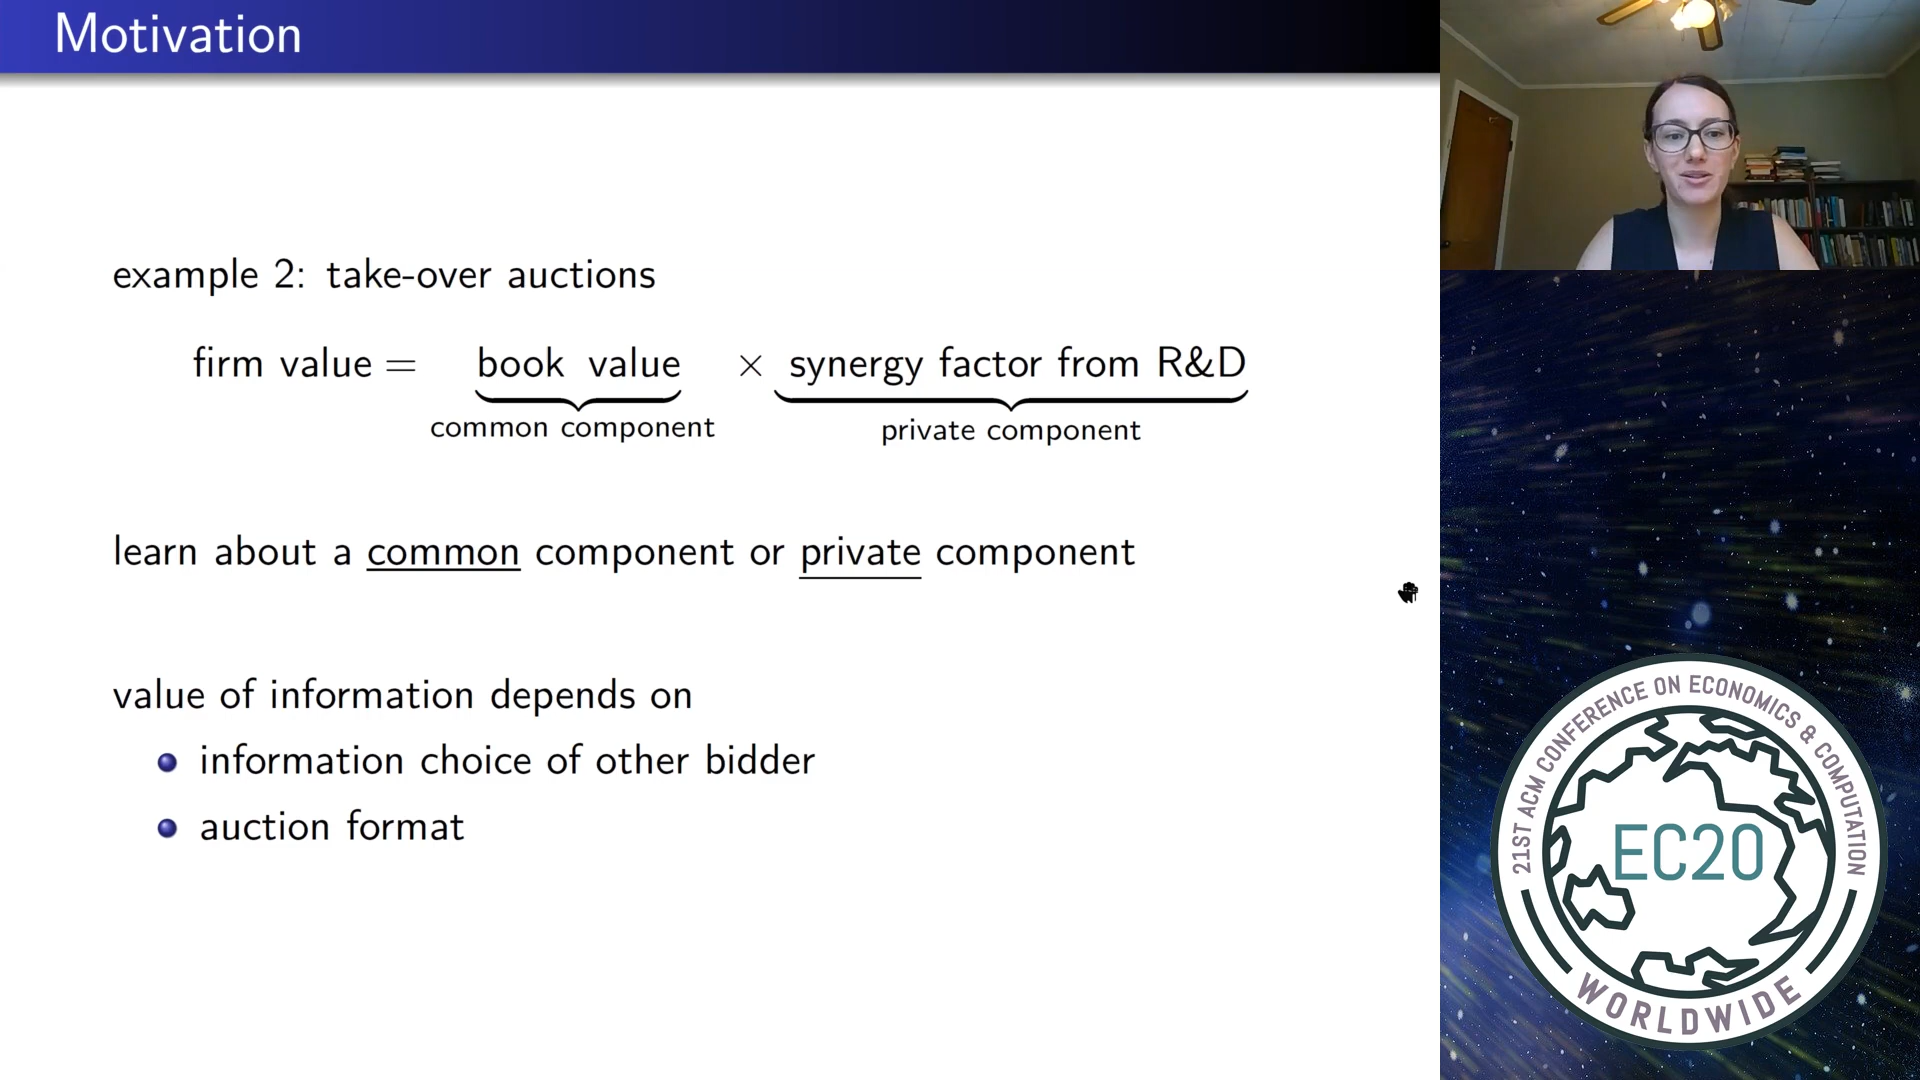 Motivation
example 2: take-over auctions
firm value = book value × synergy factor from R&D
common component
private component
learn about a common component or private component
value of information depends on
information choice of other bidder
auction format
21ST ACM CONFERENCE ON ECONOMICS & COMPUTATION
EC20
WORLDWIDE